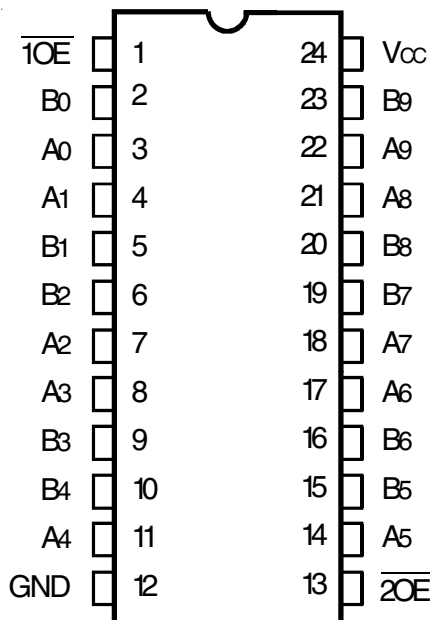 1̅O̅E̅ 1 24 VCC
B0 2 23 B9
A0 3 22 A9
A1 4 21 A8
B1 5 20 B8
B2 6 19 B7
A2 7 18 A7
A3 8 17 A6
B3 9 16 B6
B4 10 15 B5
A4 11 14 A5
GND 12 13 2̅O̅E̅